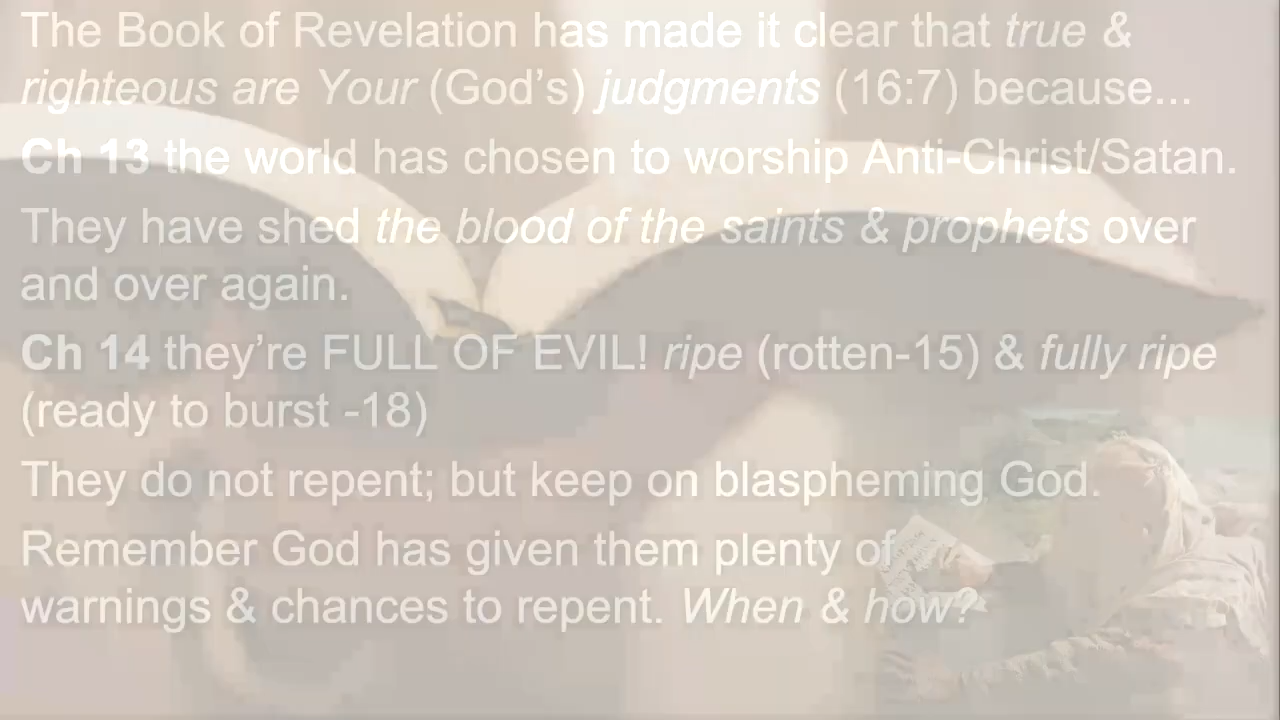 The Book of Revelation has made it clear that true &
righteous are Your (God’s) judgments (16:7) because...
Ch 13 the world has chosen to worship Anti-Christ/Satan.
They have shed the blood of the saints & prophets over
and over again.
Ch 14 they’re FULL OF EVIL! ripe (rotten-15) & fully ripe
(ready to burst -18)
They do not repent; but keep on blaspheming God.
Remember God has given them plenty of
warnings & chances to repent. When & how?